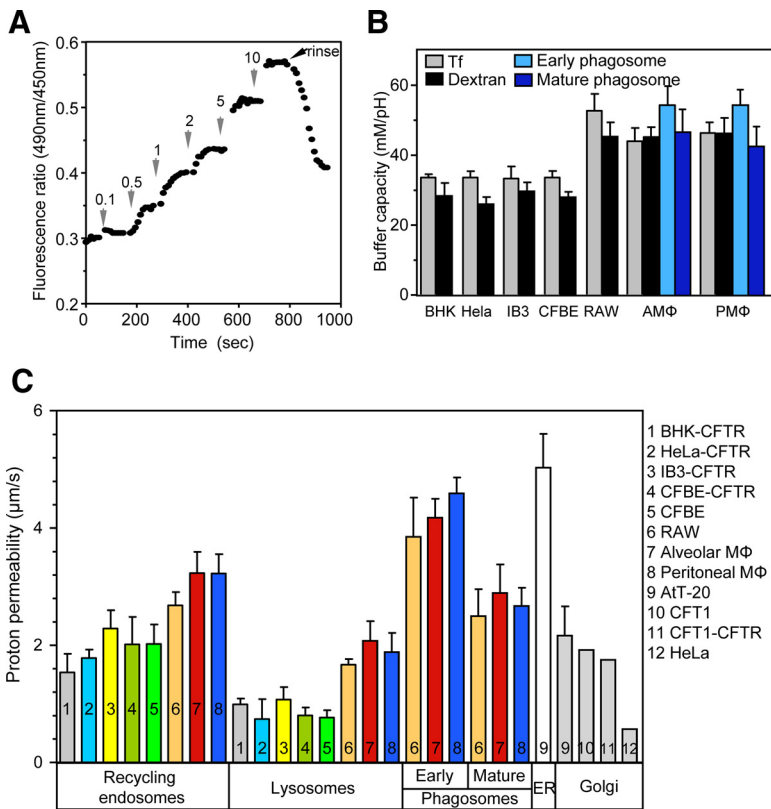 A
Fluorescence ratio (490nm/450nm)
0.6
0.5
0.4
0.3
0.2
0.1
0.5
1
2
5
10
rinse
0 200 400 600 800 1000
Time (sec)
B
Tf
Dextran
Early phagosome
Mature phagosome
Buffer capacity (mM/pH)
60
40
20
0
BHK Hela IB3 CFBE RAW AMΦ PMΦ
C
Proton permeability (µm/s)
6
4
2
0
1 2 3 4 5 6 7 8 1 2 3 4 5 6 7 8 6 7 8 6 7 8 9 9 10 11 12
Recycling
endosomes
Lysosomes
Early Mature
Phagosomes
ER
Golgi
1 BHK-CFTR
2 HeLa-CFTR
3 IB3-CFTR
4 CFBE-CFTR
5 CFBE
6 RAW
7 Alveolar MΦ
8 Peritoneal MΦ
9 AtT-20
10 CFT1
11 CFT1-CFTR
12 HeLa